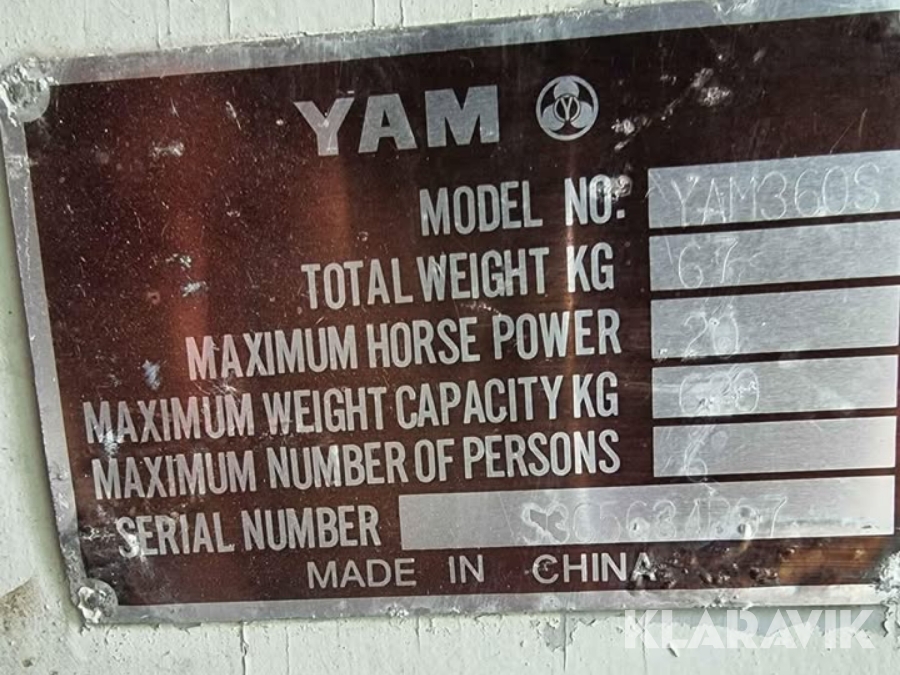 YAM
MODEL NO: YAM360S
TOTAL WEIGHT KG 67
MAXIMUM HORSE POWER 20
MAXIMUM WEIGHT CAPACITY KG
MAXIMUM NUMBER OF PERSONS 6
SERIAL NUMBER
MADE IN CHINA
KLARAVIK